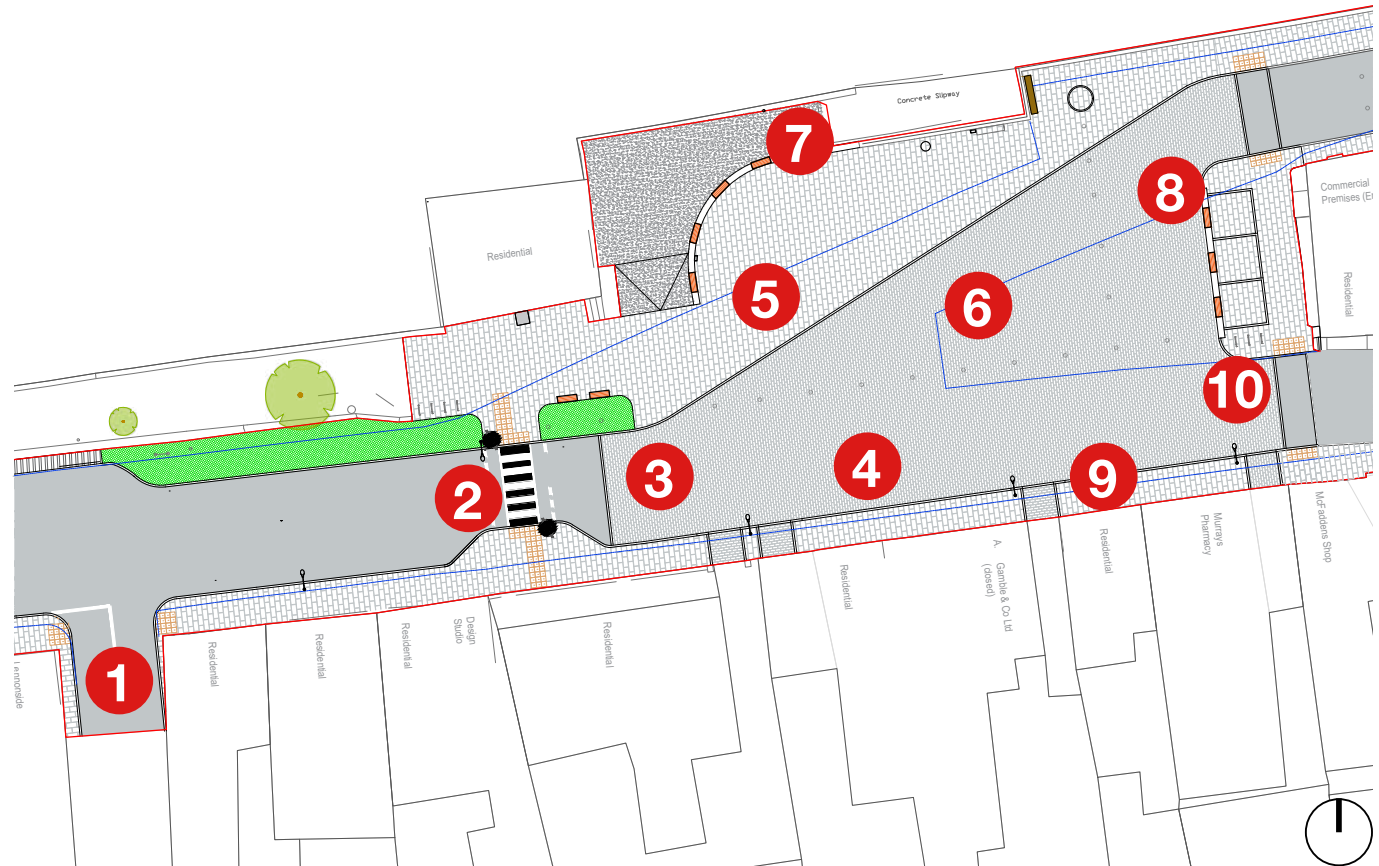 Concrete Slipway
7
Commercial
Premises (En
8
Residential
5
6
Residential
10
3
4
9
2
McFaddens Shop
Murrays
Pharmacy
Residential
A. Gamble & Co Ltd
(closed)
Residential
Design
Studio
Residential
Residential
Residential
Residential
Lennonside
1